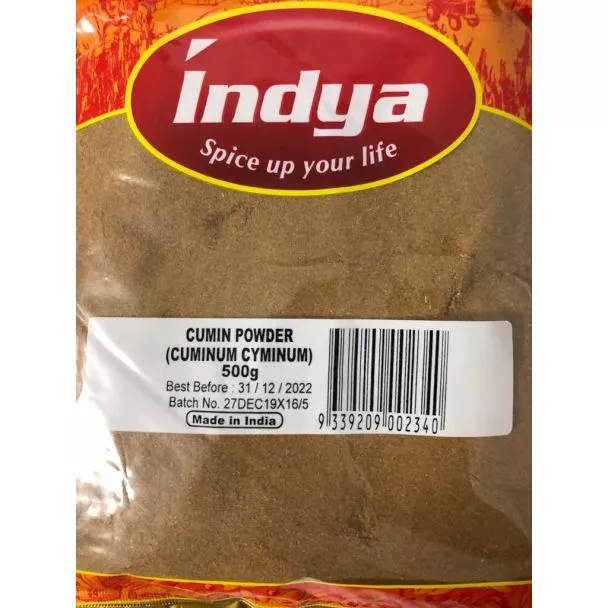 Indya
Spice up your life
CUMIN POWDER
(CUMINUM CYMINUM)
500g
Best Before : 31 / 12 / 2022
Batch No. 27DEC19X16/5
Made in India
9 339209 002340